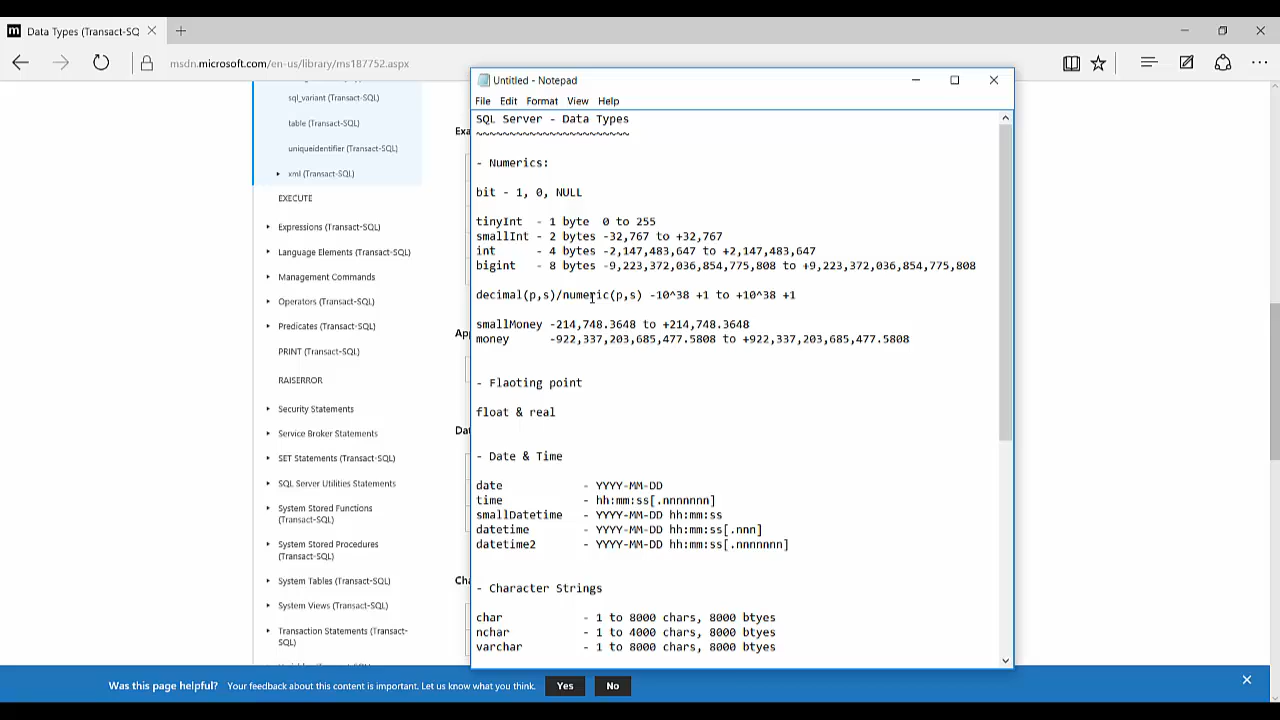 Data Types (Transact-SQ
msdn.microsoft.com/en-us/library/ms187752.aspx
sql_variant (Transact-SQL)
table (Transact-SQL)
uniqueidentifier (Transact-SQL)
xml (Transact-SQL)
EXECUTE
Expressions (Transact-SQL)
Language Elements (Transact-SQL)
Management Commands
Operators (Transact-SQL)
Predicates (Transact-SQL)
PRINT (Transact-SQL)
RAISERROR
Security Statements
Service Broker Statements
SET Statements (Transact-SQL)
SQL Server Utilities Statements
System Stored Functions
(Transact-SQL)
System Stored Procedures
(Transact-SQL)
System Tables (Transact-SQL)
System Views (Transact-SQL)
Transaction Statements (Transact-
SQL)
Exa
App
Dat
Cha
Untitled - Notepad
File Edit Format View Help
SQL Server - Data Types
~~~~~~~~~~~~~~~~~~~~~~~
- Numerics:
bit - 1, 0, NULL
tinyInt - 1 byte 0 to 255
smallInt - 2 bytes -32,767 to +32,767
int - 4 bytes -2,147,483,647 to +2,147,483,647
bigint - 8 bytes -9,223,372,036,854,775,808 to +9,223,372,036,854,775,808
decimal(p,s)/numeric(p,s) -10^38 +1 to +10^38 +1
smallMoney -214,748.3648 to +214,748.3648
money -922,337,203,685,477.5808 to +922,337,203,685,477.5808
- Flaoting point
float & real
- Date & Time
date - YYYY-MM-DD
time - hh:mm:ss[.nnnnnnn]
smallDatetime - YYYY-MM-DD hh:mm:ss
datetime - YYYY-MM-DD hh:mm:ss[.nnn]
datetime2 - YYYY-MM-DD hh:mm:ss[.nnnnnnn]
- Character Strings
char - 1 to 8000 chars, 8000 btyes
nchar - 1 to 4000 chars, 8000 btyes
varchar - 1 to 8000 chars, 8000 btyes
Was this page helpful? Your feedback about this content is important. Let us know what you think. Yes No